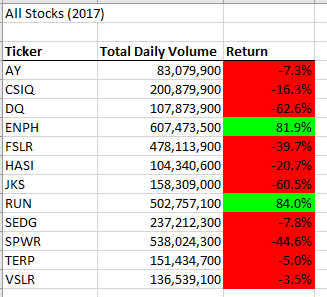 All Stocks (2017)
Ticker Total Daily Volume Return
AY 83,079,900 -7.3%
CSIQ 200,879,900 -16.3%
DQ 107,873,900 -62.6%
ENPH 607,473,500 81.9%
FSLR 478,113,900 -39.7%
HASI 104,340,600 -20.7%
JKS 158,309,000 -60.5%
RUN 502,757,100 84.0%
SEDG 237,212,300 -7.8%
SPWR 538,024,300 -44.6%
TERP 151,434,700 -5.0%
VSLR 136,539,100 -3.5%